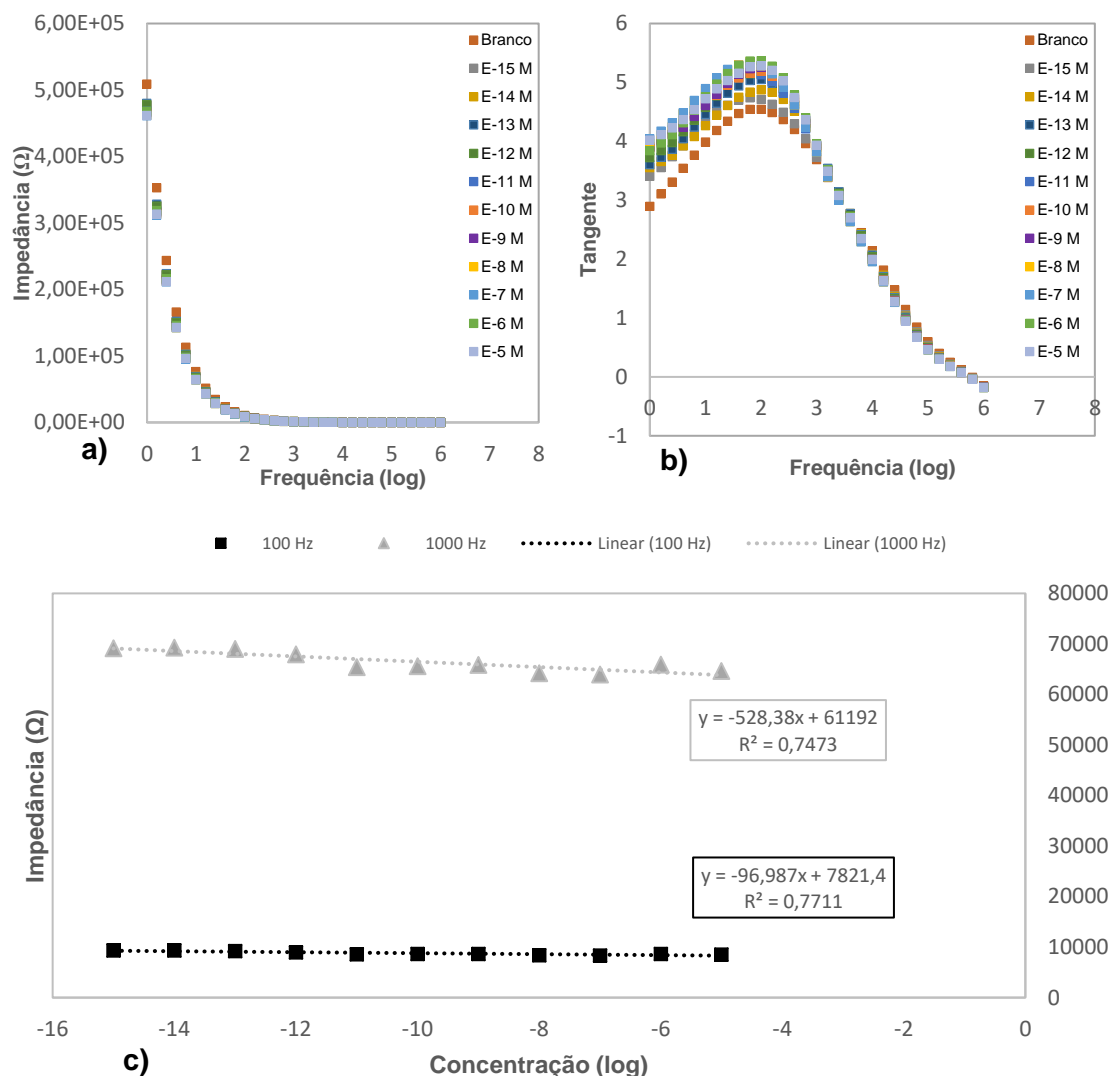 6,00E+05
5,00E+05
4,00E+05
3,00E+05
2,00E+05
1,00E+05
0,00E+00
Impedância (Ω)
0 1 2 3 4 5 6 7 8
Frequência (log)
a)
Branco
E-15 M
E-14 M
E-13 M
E-12 M
E-11 M
E-10 M
E-9 M
E-8 M
E-7 M
E-6 M
E-5 M
6
5
4
3
2
1
0
-1
Tangente
0 1 2 3 4 5 6 7 8
Frequência (log)
b)
Branco
E-15 M
E-14 M
E-13 M
E-12 M
E-11 M
E-10 M
E-9 M
E-8 M
E-7 M
E-6 M
E-5 M
100 Hz 1000 Hz Linear (100 Hz) Linear (1000 Hz)
Impedância (Ω)
80000
70000
60000
50000
40000
30000
20000
10000
0
y = -528,38x + 61192
R² = 0,7473
y = -96,987x + 7821,4
R² = 0,7711
-16 -14 -12 -10 -8 -6 -4 -2 0
Concentração (log)
c)